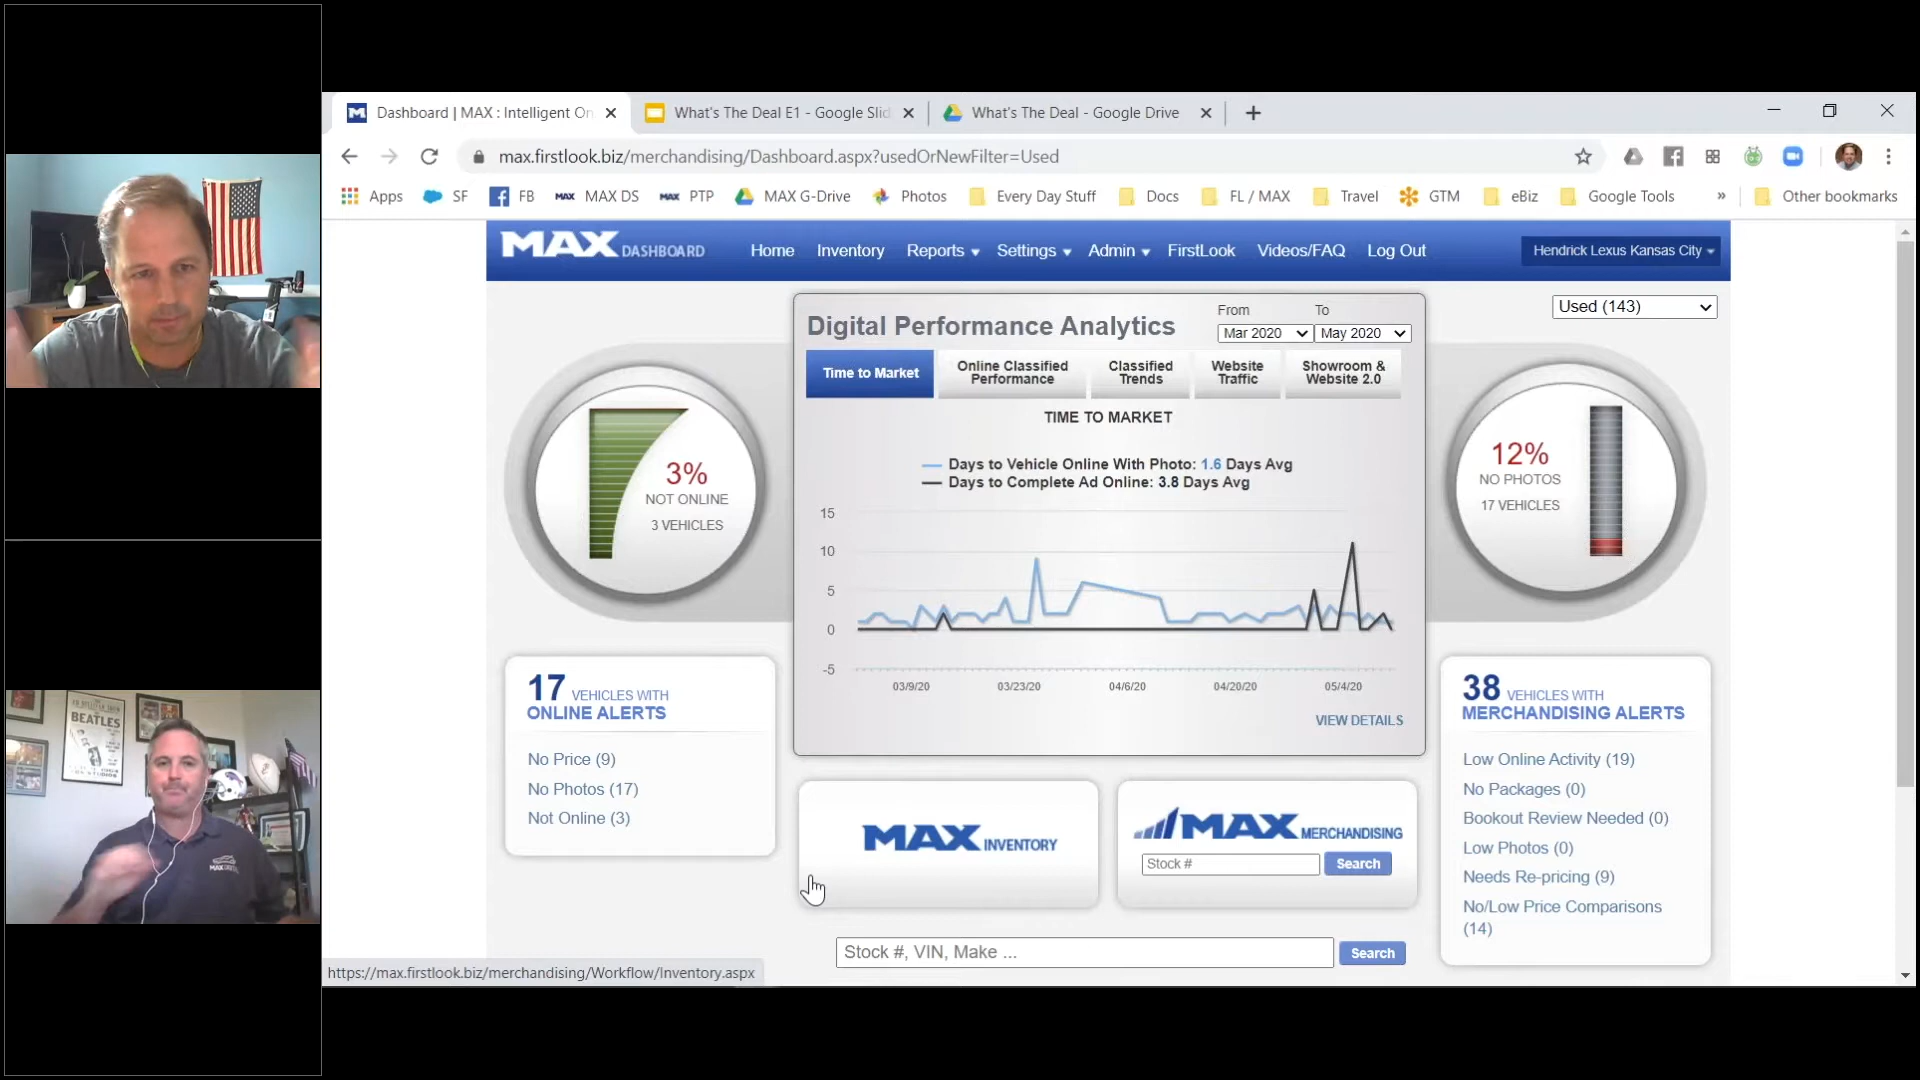 Dashboard | MAX : Intelligent On
What's The Deal E1 - Google Slid
What's The Deal - Google Drive
max.firstlook.biz/merchandising/Dashboard.aspx?usedOrNewFilter=Used
Apps SF FB MAX MAX DS MAX PTP MAX G-Drive Photos Every Day Stuff Docs FL / MAX Travel GTM eBiz Google Tools » Other bookmarks
MAX DASHBOARD Home Inventory Reports Settings Admin FirstLook Videos/FAQ Log Out Hendrick Lexus Kansas City
Used (143)
Digital Performance Analytics
From To
Mar 2020 May 2020
Time to Market
Online Classified
Performance
Classified
Trends
Website
Traffic
Showroom &
Website 2.0
TIME TO MARKET
Days to Vehicle Online With Photo: 1.6 Days Avg
Days to Complete Ad Online: 3.8 Days Avg
15
10
5
0
-5
03/9/20 03/23/20 04/6/20 04/20/20 05/4/20
VIEW DETAILS
3%
NOT ONLINE
3 VEHICLES
12%
NO PHOTOS
17 VEHICLES
17 VEHICLES WITH
ONLINE ALERTS
No Price (9)
No Photos (17)
Not Online (3)
MAX INVENTORY
MAX MERCHANDISING
Stock # Search
38 VEHICLES WITH
MERCHANDISING ALERTS
Low Online Activity (19)
No Packages (0)
Bookout Review Needed (0)
Low Photos (0)
Needs Re-pricing (9)
No/Low Price Comparisons
(14)
Stock #, VIN, Make ... Search
https://max.firstlook.biz/merchandising/Workflow/Inventory.aspx
BEATLES